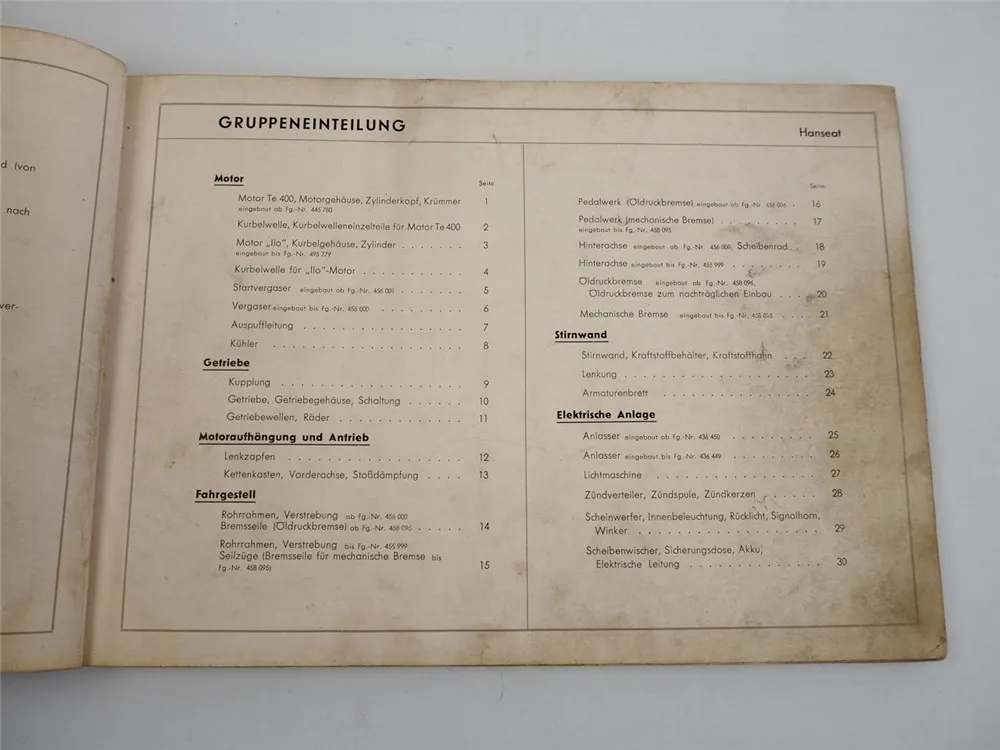 d (von
nach
ver-
GRUPPENEINTEILUNG
Hanseat
Motor
Seite
Motor Te 400, Motorgehäuse, Zylinderkopf, Krümmer 1
eingebaut ab Fg.-Nr. 445 780
Kurbelwelle, Kurbelwelleneinzelteile für Motor Te 400 2
Motor „Ilo", Kurbelgehäuse, Zylinder . . . . . . . 3
eingebaut bis Fg.-Nr. 495 779
Kurbelwelle für „Ilo"-Motor . . . . . . . . . . . 4
Startvergaser eingebaut ab Fg.-Nr. 456 001 . . . . . . . 5
Vergaser eingebaut bis Fg.-Nr. 456 000 . . . . . . . . . 6
Auspuffleitung . . . . . . . . . . . . . . . . . 7
Kühler . . . . . . . . . . . . . . . . . . . . 8
Getriebe
Kupplung . . . . . . . . . . . . . . . . . . . 9
Getriebe, Getriebegehäuse, Schaltung . . . . . . 10
Getriebewellen, Räder . . . . . . . . . . . . . 11
Motoraufhängung und Antrieb
Lenkzapfen . . . . . . . . . . . . . . . . . . 12
Kettenkasten, Vorderachse, Stoßdämpfung . . . . 13
Fahrgestell
Rohrrahmen, Verstrebung ab Fg.-Nr. 456 000
Bremsseile (Öldruckbremse) ab Fg.-Nr. 458 096 . . . . . 14
Rohrrahmen, Verstrebung bis Fg.-Nr. 455 999
Seilzüge (Bremsseile für mechanische Bremse bis
Fg.-Nr. 458 095) 15
Seite
Pedalwerk (Öldruckbremse) eingebaut ab Fg.-Nr. 458 096 . 16
Pedalwerk (mechanische Bremse) . . . . . . . . . 17
eingebaut bis Fg.-Nr. 458 095
Hinterachse eingebaut ab Fg.-Nr. 456 000, Scheibenrad . . 18
Hinterachse eingebaut bis Fg.-Nr. 455 999 . . . . . . . . 19
Öldruckbremse eingebaut ab Fg.-Nr. 458 096,
Öldruckbremse zum nachträglichen Einbau . . . . 20
Mechanische Bremse eingebaut bis Fg.-Nr. 458 095 . . . 21
Stirnwand
Stirnwand, Kraftstoffbehälter, Kraftstoffhahn . . . 22
Lenkung . . . . . . . . . . . . . . . . . . . 23
Armaturenbrett . . . . . . . . . . . . . . . 24
Elektrische Anlage
Anlasser eingebaut ab Fg.-Nr. 436 450 . . . . . . . . . 25
Anlasser eingebaut bis Fg.-Nr. 436 449 . . . . . . . . . 26
Lichtmaschine . . . . . . . . . . . . . . . . 27
Zündverteiler, Zündspule, Zündkerzen . . . . . . 28
Scheinwerfer, Innenbeleuchtung, Rücklicht, Signalhorn,
Winker . . . . . . . . . . . . . . . . . . 29
Scheibenwischer, Sicherungsdose, Akku,
Elektrische Leitung . . . . . . . . . . . . . 30